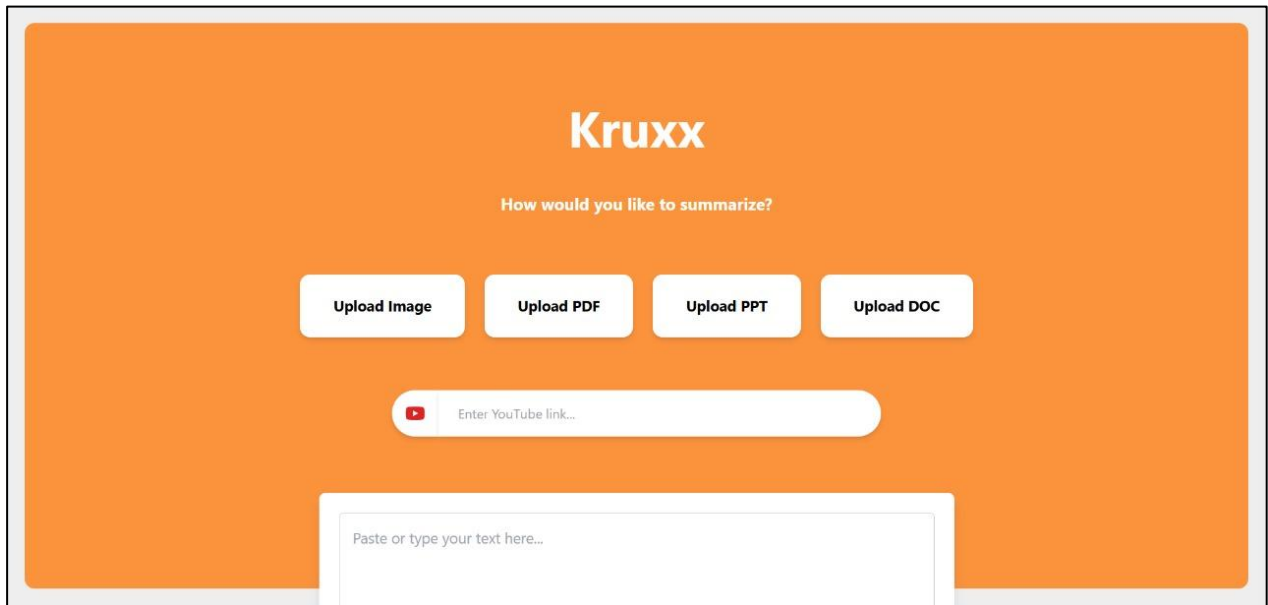 Kruxx
How would you like to summarize?
Upload Image Upload PDF Upload PPT Upload DOC
Enter YouTube link...
Paste or type your text here...